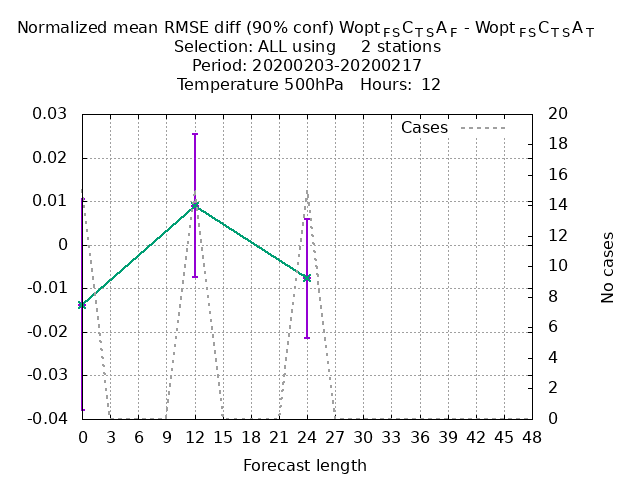 Normalized mean RMSE diff (90% conf) Wopt FS C TS A F - Wopt FS C TS A T
Selection: ALL using 2 stations
Period: 20200203-20200217
Temperature 500hPa Hours: 12
Cases
0.03
0.02
0.01
0
-0.01
-0.02
-0.03
-0.04
20
18
16
14
12
10
8
6
4
2
0
No cases
0 3 6 9 12 15 18 21 24 27 30 33 36 39 42 45 48
Forecast length